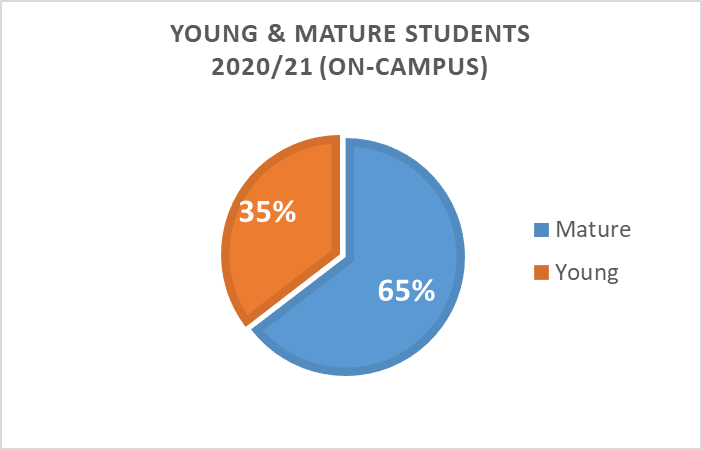 YOUNG & MATURE STUDENTS
2020/21 (ON-CAMPUS)
35%
65%
Mature
Young